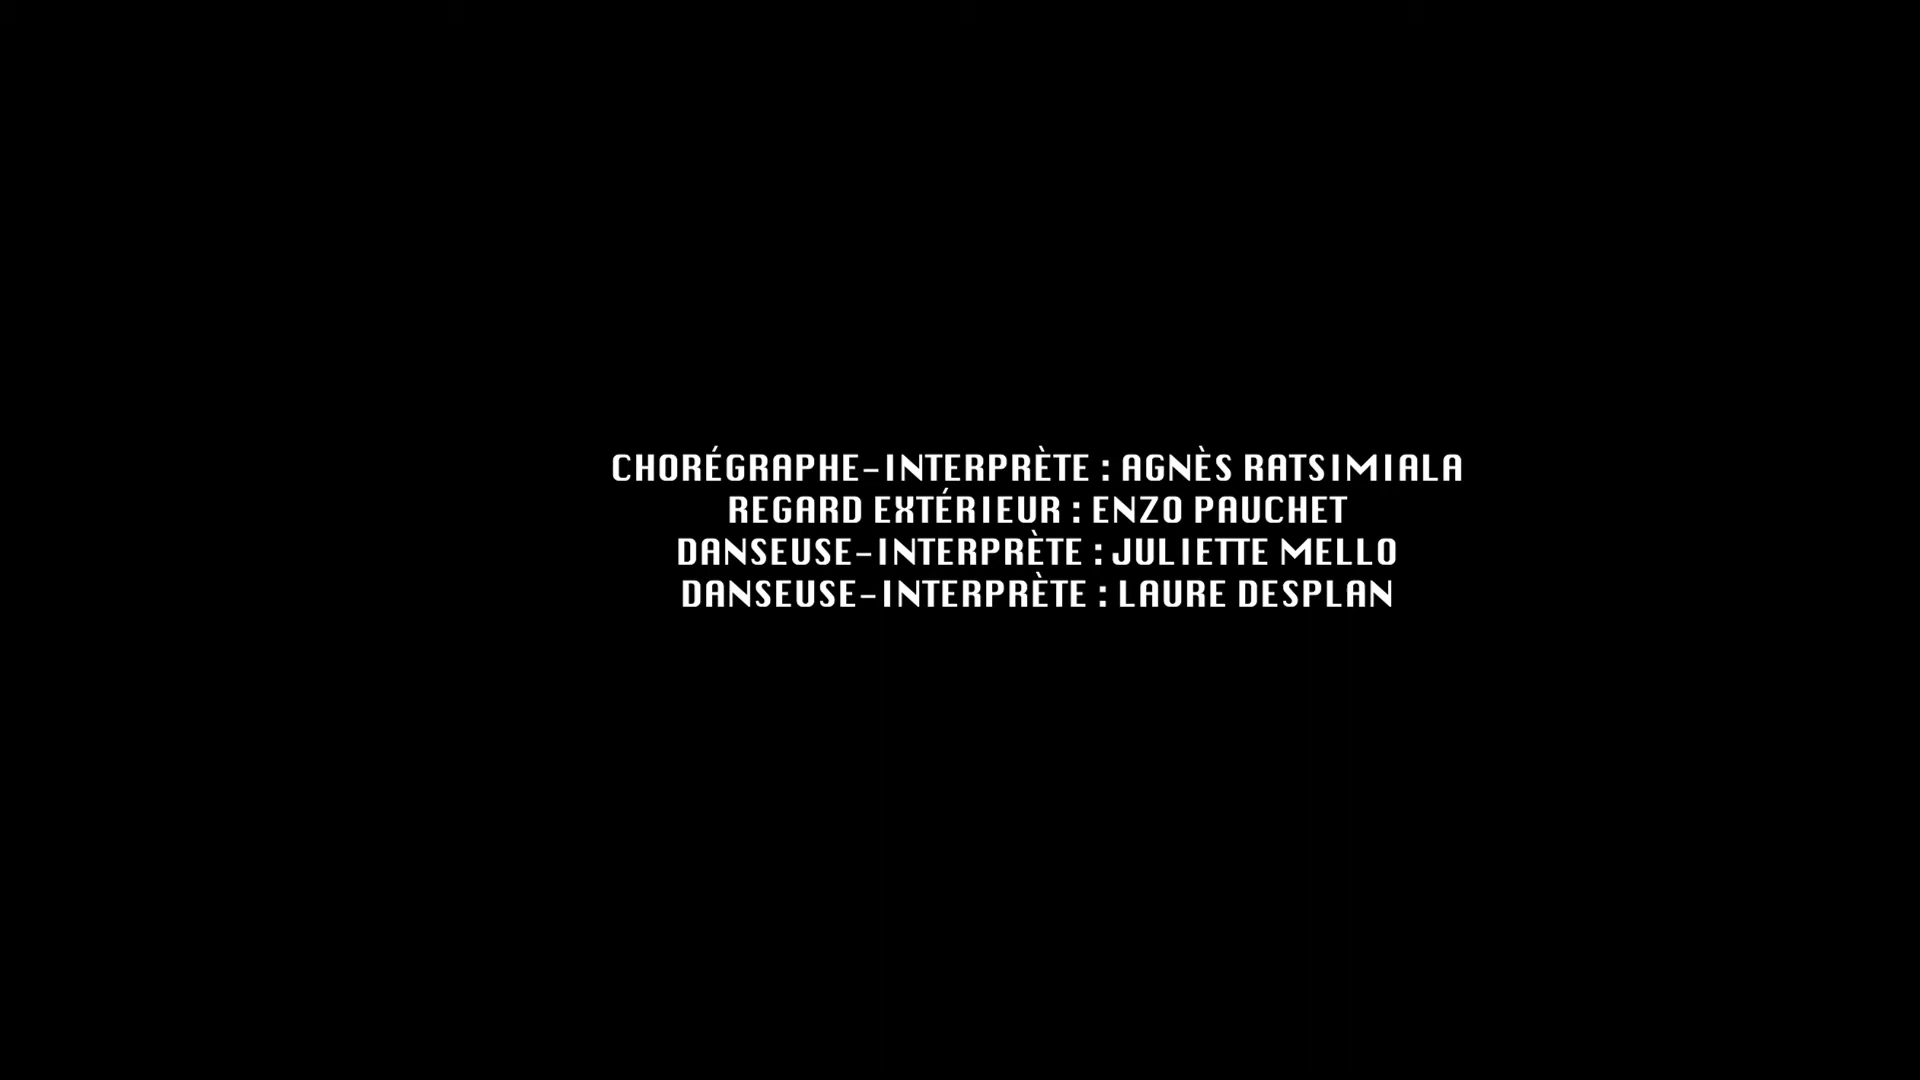 CHORÉGRAPHE-INTERPRÈTE : AGNÈS RATSIMIALA
REGARD EXTÉRIEUR : ENZO PAUCHET
DANSEUSE-INTERPRÈTE : JULIETTE MELLO
DANSEUSE-INTERPRÈTE : LAURE DESPLAN